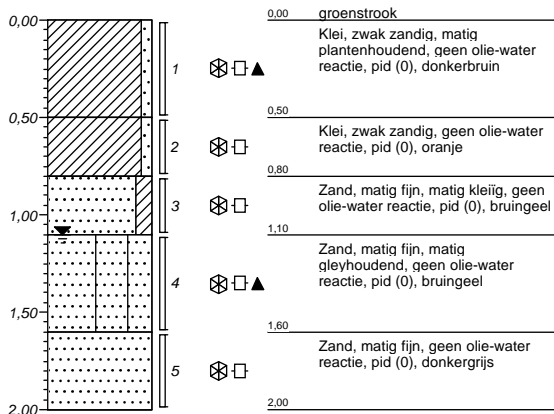 0,00
0,50
1,00
1,50
2,00
1
2
3
4
5
0,00
groenstrook
Klei, zwak zandig, matig
plantenhoudend, geen olie-water
reactie, pid (0), donkerbruin
0,50
Klei, zwak zandig, geen olie-water
reactie, pid (0), oranje
0,80
Zand, matig fijn, matig kleiïg, geen
olie-water reactie, pid (0), bruingeel
1,10
Zand, matig fijn, matig
gleyhoudend, geen olie-water
reactie, pid (0), bruingeel
1,60
Zand, matig fijn, geen olie-water
reactie, pid (0), donkergrijs
2,00